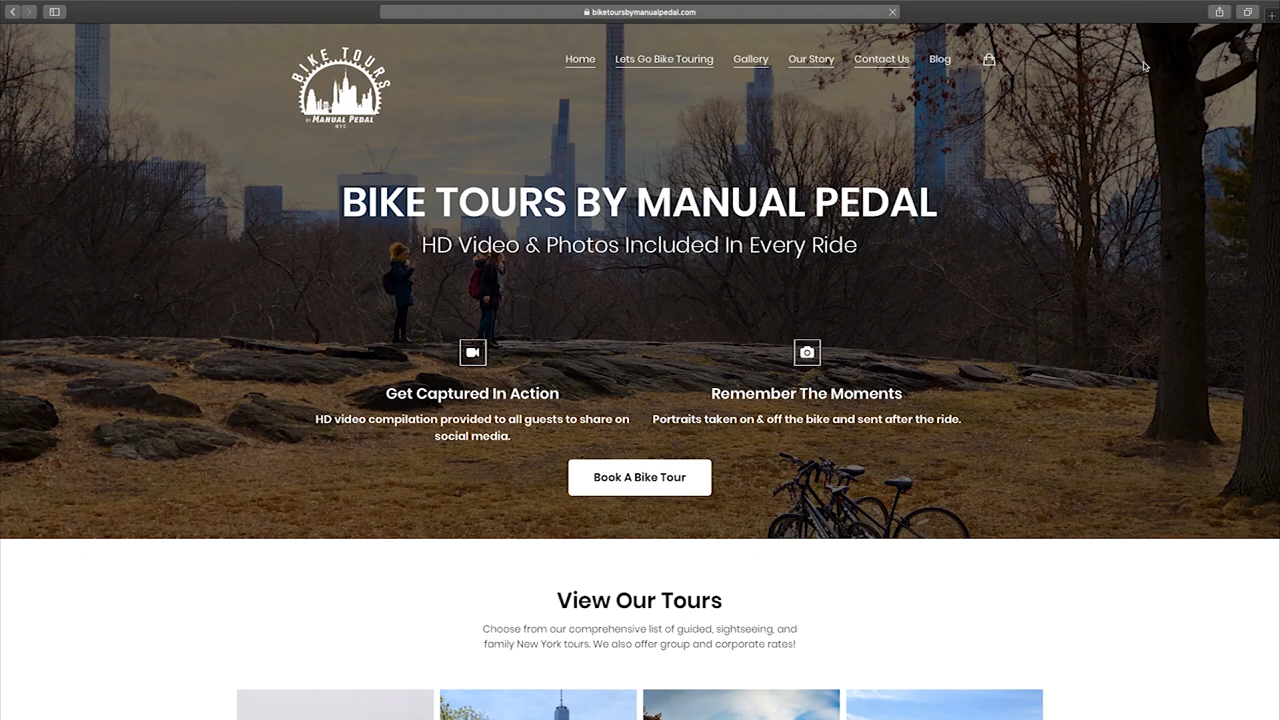 biketoursbymanualpedal.com
BIKE TOURS
BY MANUAL PEDAL
NYC
Home Lets Go Bike Touring Gallery Our Story Contact Us Blog
BIKE TOURS BY MANUAL PEDAL
HD Video & Photos Included In Every Ride
Get Captured In Action
HD video compilation provided to all guests to share on
social media.
Remember The Moments
Portraits taken on & off the bike and sent after the ride.
Book A Bike Tour
View Our Tours
Choose from our comprehensive list of guided, sightseeing, and
family New York tours. We also offer group and corporate rates!